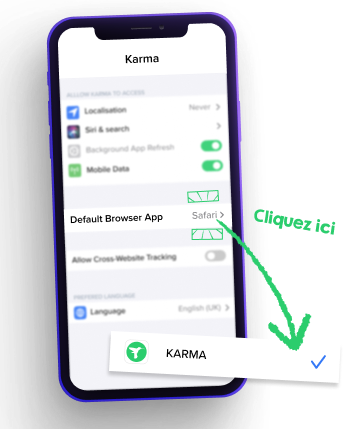 Karma
ALLOW KARMA TO ACCESS
Localisation Never
Siri & search
Background App Refresh
Mobile Data
Default Browser App Safari
Cliquez ici
Allow Cross-Website Tracking
PREFERRED LANGUAGE
Language English (UK)
KARMA